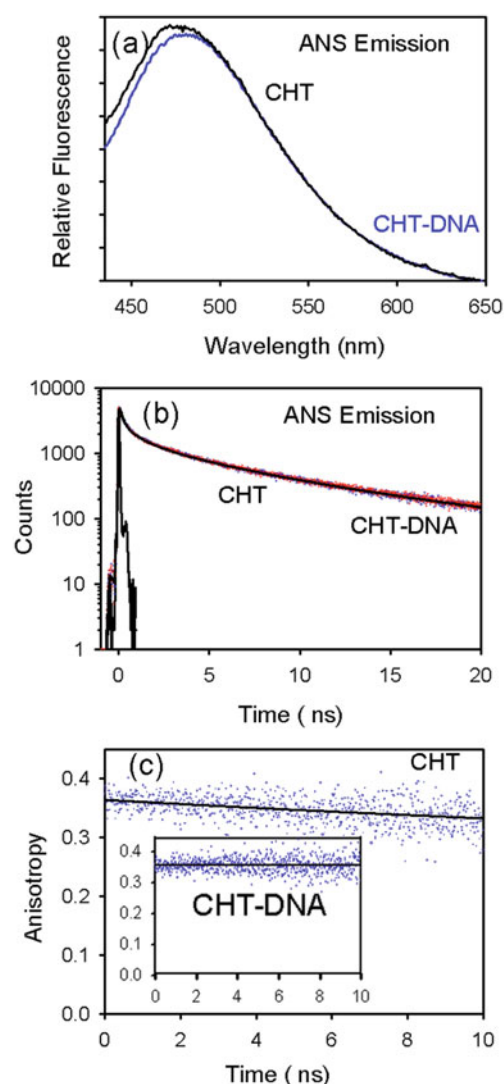 (a) ANS Emission
CHT
CHT-DNA
Relative Fluorescence
450 500 550 600 650
Wavelength (nm)
10000
1000
100
10
1
(b) ANS Emission
CHT
CHT-DNA
Counts
0 5 10 15 20
Time ( ns)
(c) CHT
0.4
0.3
0.2
0.1
0.0
Anisotropy
0.4
0.3
0.2
0.1
0.0
CHT-DNA
0 2 4 6 8 10
0 2 4 6 8 10
Time ( ns)